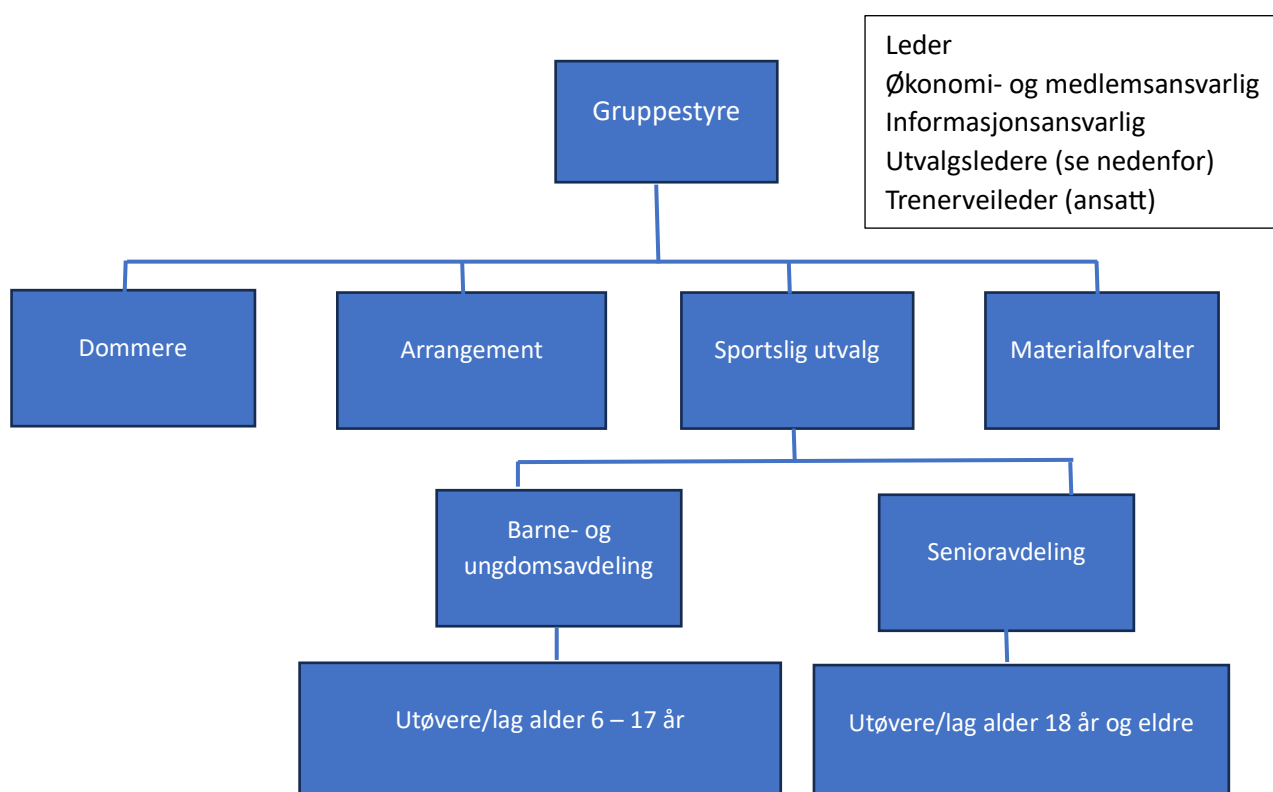 Leder
Økonomi- og medlemsansvarlig
Informasjonsansvarlig
Utvalgsledere (se nedenfor)
Trenerveileder (ansatt)
Gruppestyre
Dommere
Arrangement
Sportslig utvalg
Materialforvalter
Barne- og
ungdomsavdeling
Senioravdeling
Utøvere/lag alder 6 – 17 år
Utøvere/lag alder 18 år og eldre